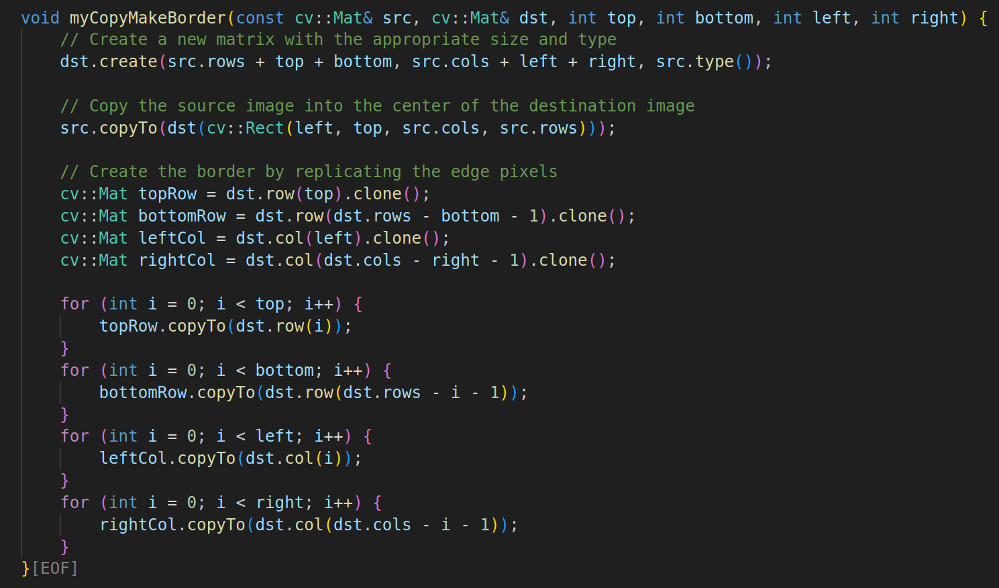 void myCopyMakeBorder(const cv::Mat& src, cv::Mat& dst, int top, int bottom, int left, int right) {
    // Create a new matrix with the appropriate size and type
    dst.create(src.rows + top + bottom, src.cols + left + right, src.type());

    // Copy the source image into the center of the destination image
    src.copyTo(dst(cv::Rect(left, top, src.cols, src.rows)));

    // Create the border by replicating the edge pixels
    cv::Mat topRow = dst.row(top).clone();
    cv::Mat bottomRow = dst.row(dst.rows - bottom - 1).clone();
    cv::Mat leftCol = dst.col(left).clone();
    cv::Mat rightCol = dst.col(dst.cols - right - 1).clone();

    for (int i = 0; i < top; i++) {
        topRow.copyTo(dst.row(i));
    }
    for (int i = 0; i < bottom; i++) {
        bottomRow.copyTo(dst.row(dst.rows - i - 1));
    }
    for (int i = 0; i < left; i++) {
        leftCol.copyTo(dst.col(i));
    }
    for (int i = 0; i < right; i++) {
        rightCol.copyTo(dst.col(dst.cols - i - 1));
    }
}[EOF]